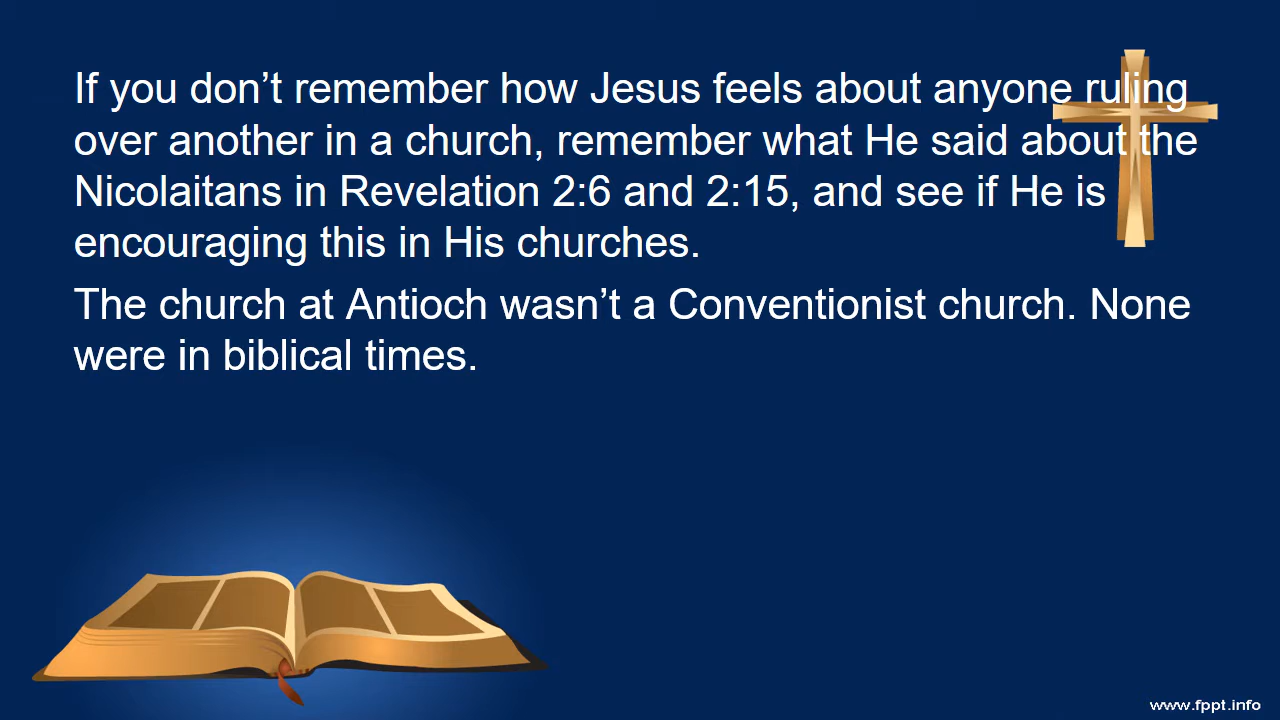 If you don’t remember how Jesus feels about anyone ruling
over another in a church, remember what He said about the
Nicolaitans in Revelation 2:6 and 2:15, and see if He is
encouraging this in His churches.
The church at Antioch wasn’t a Conventionist church. None
were in biblical times.
www.fppt.info